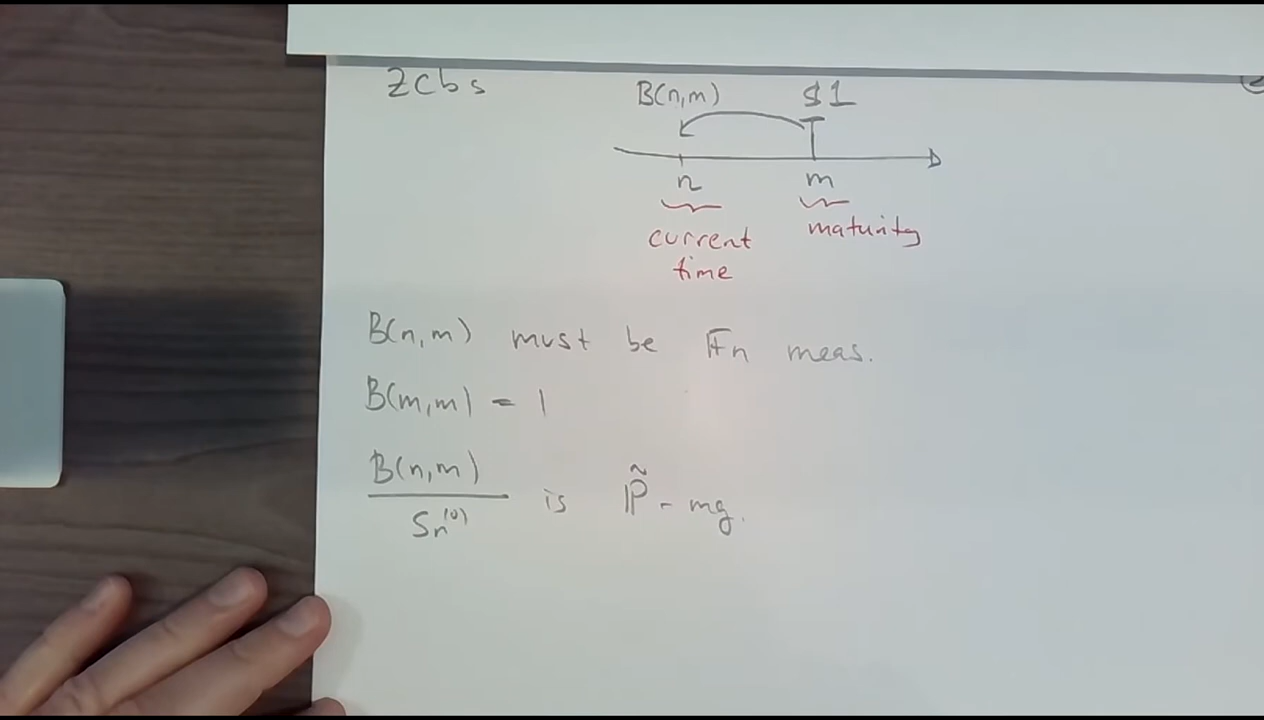 Zcbs
B(n,m) $1
n m
current time
maturity
B(n,m) must be Fn meas.
B(m,m) = 1
B(n,m) / Sn^(0) is P̃ - mg.